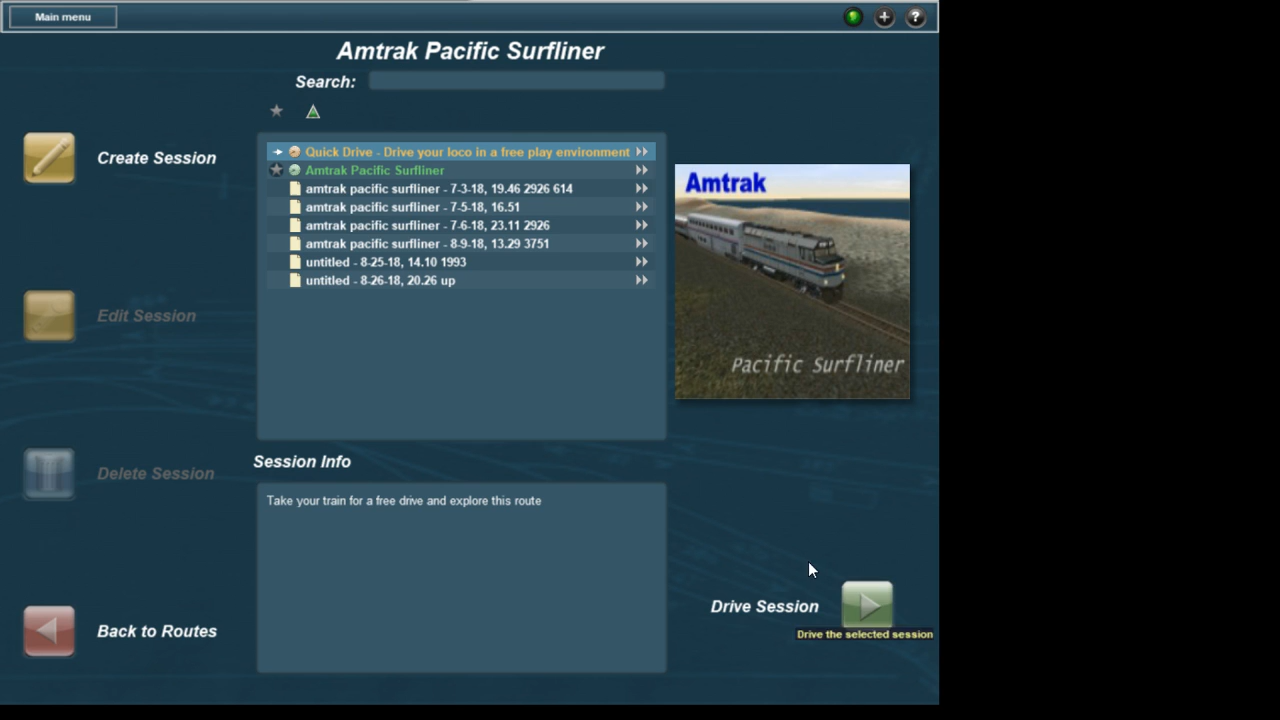 Main menu
?
Amtrak Pacific Surfliner
Search:
Create Session
Quick Drive - Drive your loco in a free play environment
Amtrak Pacific Surfliner
amtrak pacific surfliner - 7-3-18, 19.46 2926 614
amtrak pacific surfliner - 7-5-18, 16.51
amtrak pacific surfliner - 7-6-18, 23.11 2926
amtrak pacific surfliner - 8-9-18, 13.29 3751
untitled - 8-25-18, 14.10 1993
untitled - 8-26-18, 20.26 up
Amtrak
Pacific Surfliner
Edit Session
Delete Session
Session Info
Take your train for a free drive and explore this route
Back to Routes
Drive Session
Drive the selected session